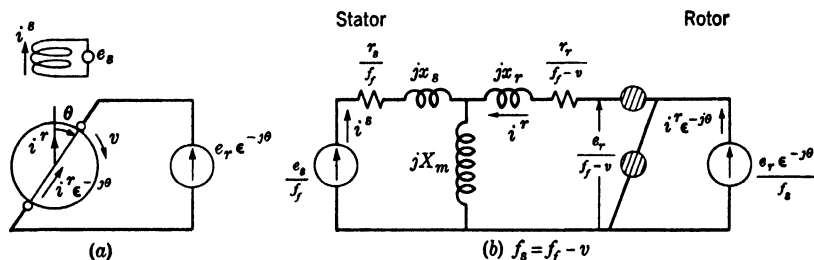 Stator
Rotor
i^s
e_s
θ
i^r
v
i^r ϵ^-jθ
e_r ϵ^-jθ
(a)
r_s/f_f
jx_s
jx_r
r_r/(f_f-v)
i^s
i^r
e_s/f_f
jX_m
e_r/(f_f-v)
i^r ϵ^-jθ
e_r ϵ^-jθ/f_s
(b) f_s = f_f - v